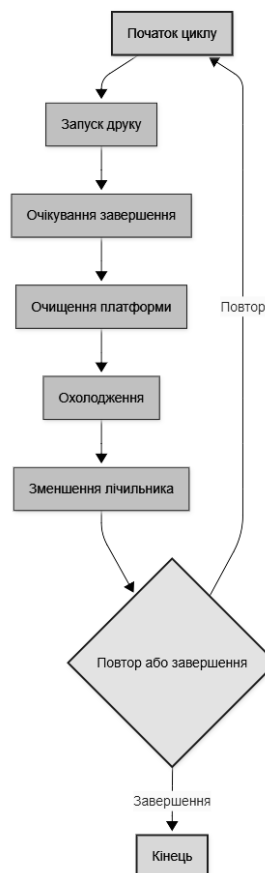 Початок циклу
Запуск друку
Очікування завершення
Очищення платформи
Повтор
Охолодження
Зменшення лічильника
Повтор або завершення
Завершення
Кінець